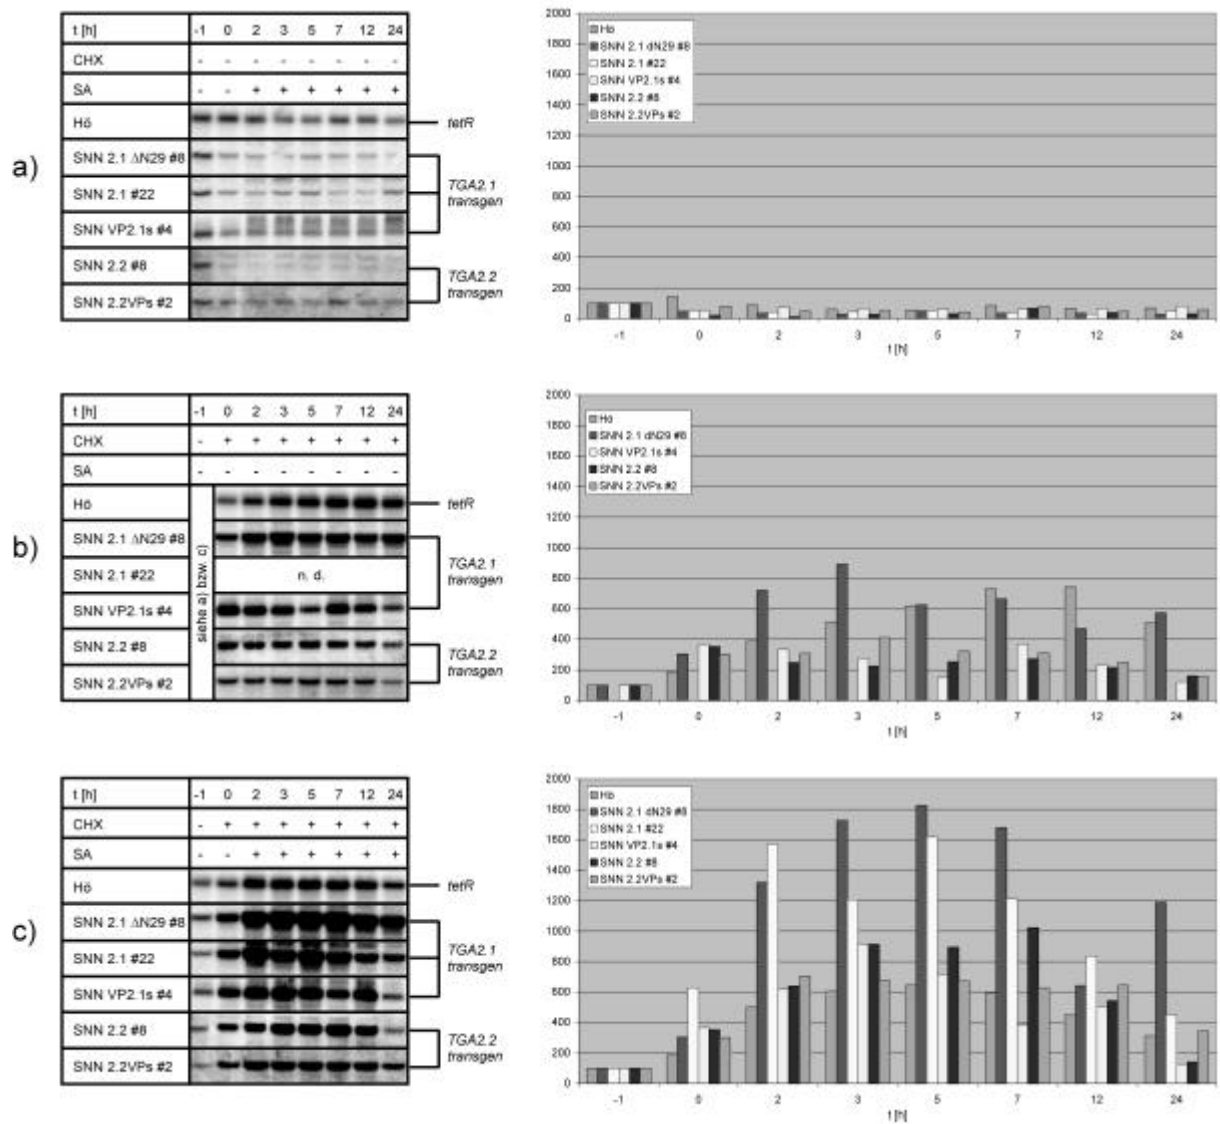 a)
t [h] -1 0 2 3 5 7 12 24
CHX - - - - - - - -
SA - - + + + + + +
Hö tetR
SNN 2.1 ΔN29 #8
SNN 2.1 #22 TGA2.1 transgen
SNN VP2.1s #4
SNN 2.2 #8
SNN 2.2VPs #2 TGA2.2 transgen
2000
1800
1600
1400
1200
1000
800
600
400
200
0
Hö
SNN 2.1 dN29 #8
SNN 2.1 #22
SNN VP2.1s #4
SNN 2.2 #8
SNN 2.2VPs #2
-1 0 2 3 5 7 12 24
t [h]
b)
t [h] -1 0 2 3 5 7 12 24
CHX - + + + + + + +
SA - - - - - - - -
siehe a) bzw. c)
Hö tetR
SNN 2.1 ΔN29 #8
SNN 2.1 #22 n. d. TGA2.1 transgen
SNN VP2.1s #4
SNN 2.2 #8
SNN 2.2VPs #2 TGA2.2 transgen
2000
1800
1600
1400
1200
1000
800
600
400
200
0
Hö
SNN 2.1 dN29 #8
SNN VP2.1s #4
SNN 2.2 #8
SNN 2.2VPs #2
-1 0 2 3 5 7 12 24
t [h]
c)
t [h] -1 0 2 3 5 7 12 24
CHX - + + + + + + +
SA - - + + + + + +
Hö tetR
SNN 2.1 ΔN29 #8
SNN 2.1 #22 TGA2.1 transgen
SNN VP2.1s #4
SNN 2.2 #8
SNN 2.2VPs #2 TGA2.2 transgen
2000
1800
1600
1400
1200
1000
800
600
400
200
0
Hö
SNN 2.1 dN29 #8
SNN 2.1 #22
SNN VP2.1s #4
SNN 2.2 #8
SNN 2.2VPs #2
-1 0 2 3 5 7 12 24
t [h]